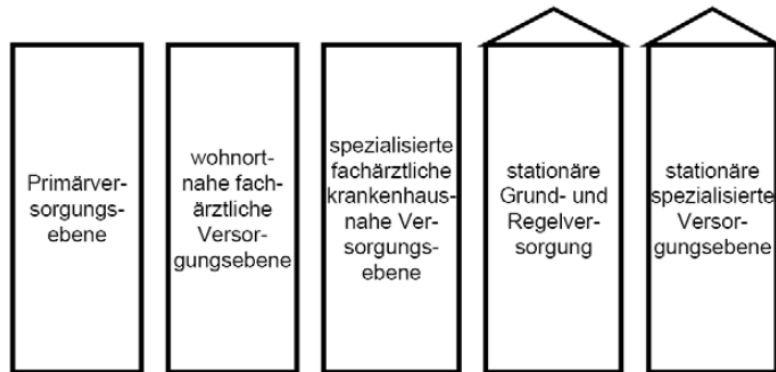 Primärver-
sorgungs-
ebene
wohnort-
nahe fach-
ärztliche
Versor-
gungsebene
spezialisierte
fachärztliche
krankenhaus-
nahe Ver-
sorgungs-
ebene
stationäre
Grund- und
Regelver-
sorgung
stationäre
spezialisierte
Versor-
gungsebene